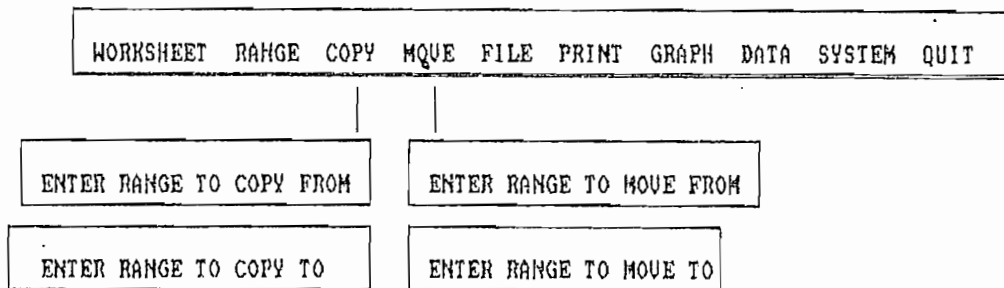 WORKSHEET RANGE COPY MOVE FILE PRINT GRAPH DATA SYSTEM QUIT
ENTER RANGE TO COPY FROM
ENTER RANGE TO MOVE FROM
ENTER RANGE TO COPY TO
ENTER RANGE TO MOVE TO